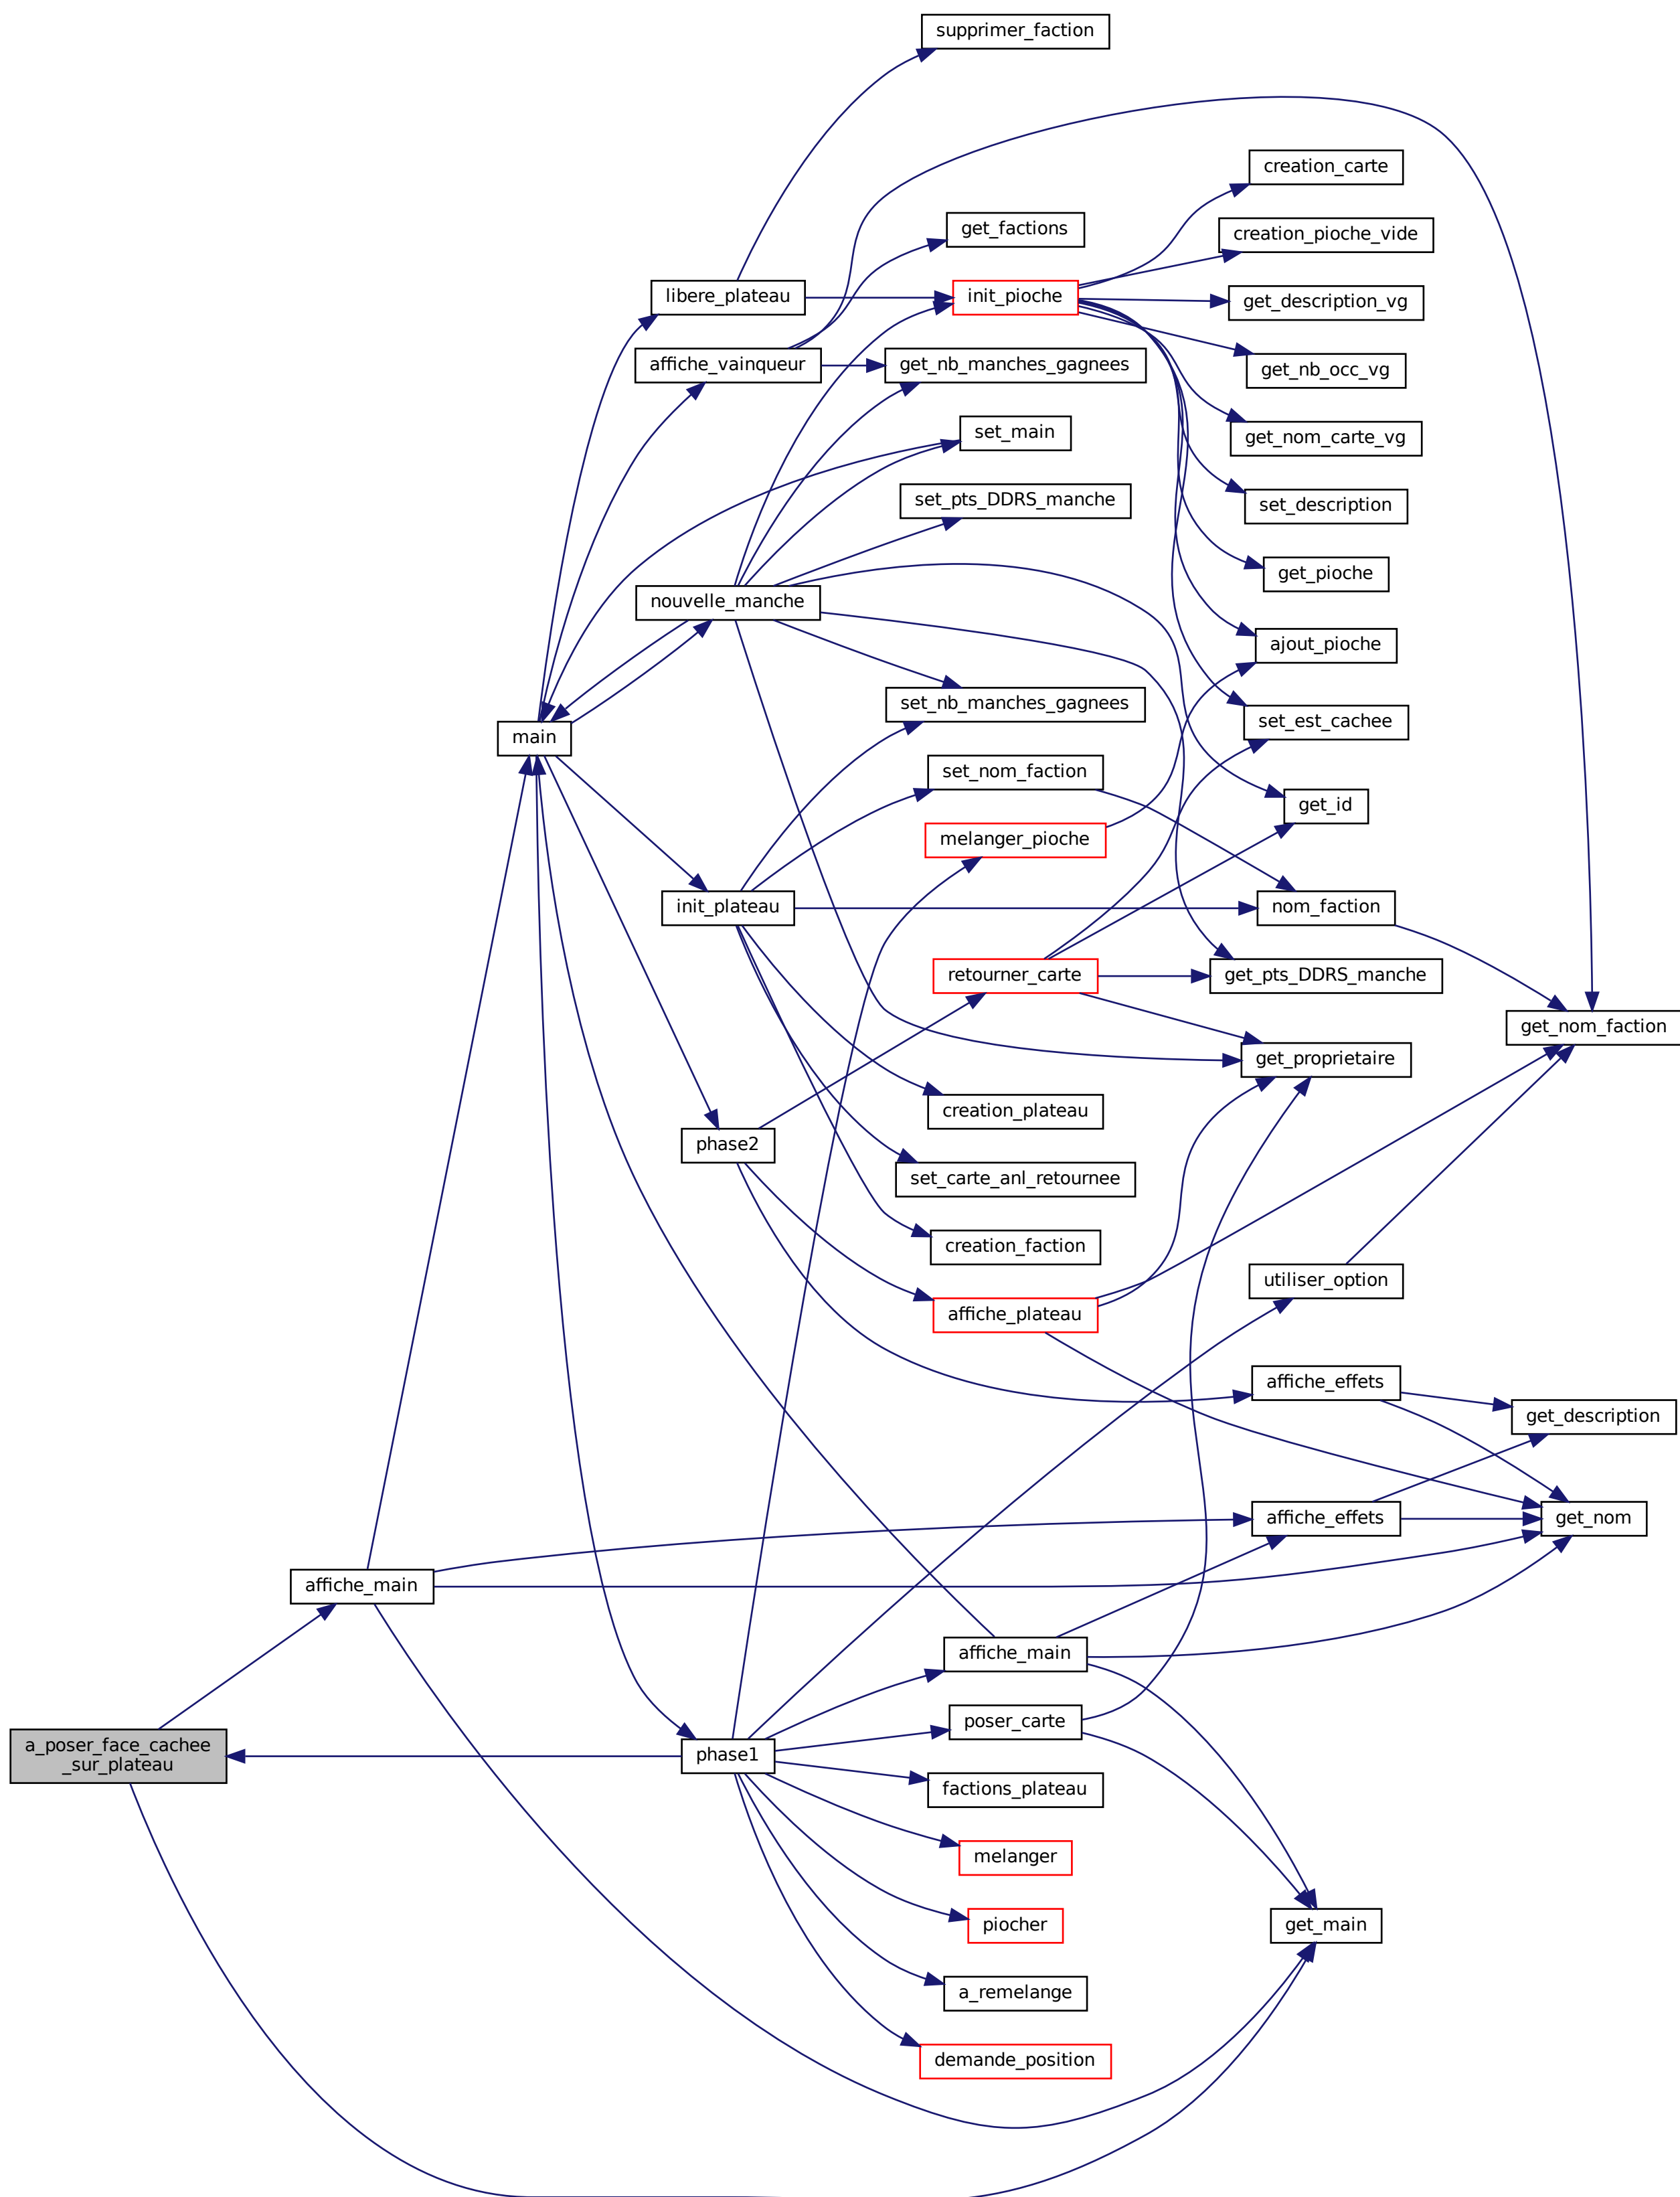 supprimer_faction
creation_carte
get_factions
creation_pioche_vide
libere_plateau
init_pioche
get_description_vg
affiche_vainqueur
get_nb_manches_gagnees
get_nb_occ_vg
set_main
get_nom_carte_vg
set_pts_DDRS_manche
set_description
get_pioche
nouvelle_manche
ajout_pioche
set_nb_manches_gagnees
set_est_cachee
main
set_nom_faction
get_id
melanger_pioche
init_plateau
nom_faction
retourner_carte
get_pts_DDRS_manche
get_nom_faction
get_proprietaire
creation_plateau
phase2
set_carte_anl_retournee
creation_faction
utiliser_option
affiche_plateau
affiche_effets
get_description
affiche_effets
get_nom
affiche_main
affiche_main
poser_carte
a_poser_face_cachee
_sur_plateau
phase1
factions_plateau
melanger
piocher
get_main
a_remelange
demande_position